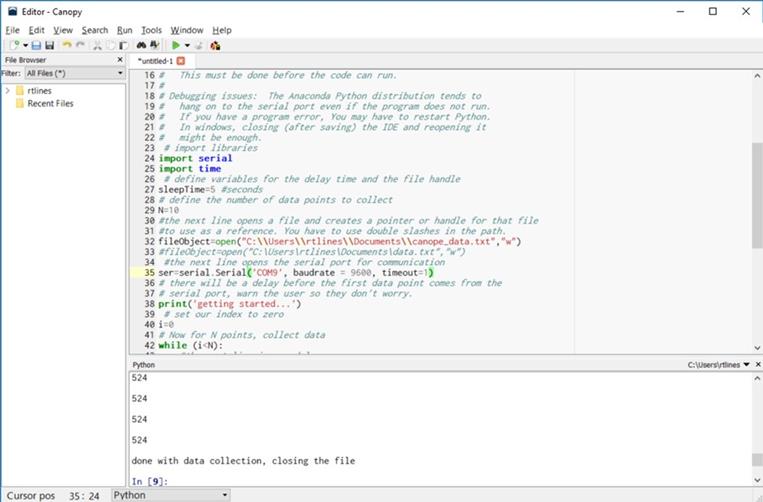 Editor - Canopy
File Edit View Search Run Tools Window Help
File Browser
Filter: All Files (*)
rtlines
Recent Files
*untitled-1
16 #   This must be done before the code can run.
17 #
18 # Debugging issues:  The Anaconda Python distribution tends to
19 #   hang on to the serial port even if the program does not run.
20 #   If you have a program error, You may have to restart Python.
21 #   In windows, closing (after saving) the IDE and reopening it
22 #   might be enough.
23  # import libraries
24 import serial
25 import time
26  # define variables for the delay time and the file handle
27 sleepTime=5 #seconds
28 # define the number of data points to collect
29 N=10
30 #the next line opens a file and creates a pointer or handle for that file
31 #to use as a reference. You have to use double slashes in the path.
32 fileObject=open("C:\\Users\\rtlines\\Documents\\canope_data.txt","w")
33 #fileObject=open("C:\Users\rtlines\Documents\data.txt","w")
34  #the next line opens the serial port for communication
35 ser=serial.Serial('COM9', baudrate = 9600, timeout=1)
36 # there will be a delay before the first data point comes from the
37 # serial port, warn the user so they don't worry.
38 print('getting started...')
39  # set our index to zero
40 i=0
41 # Now for N points, collect data
42 while (i<N):
Python
C:\Users\rtlines
524
524
524
524
done with data collection, closing the file
In [9]:
Cursor pos 35 : 24 Python